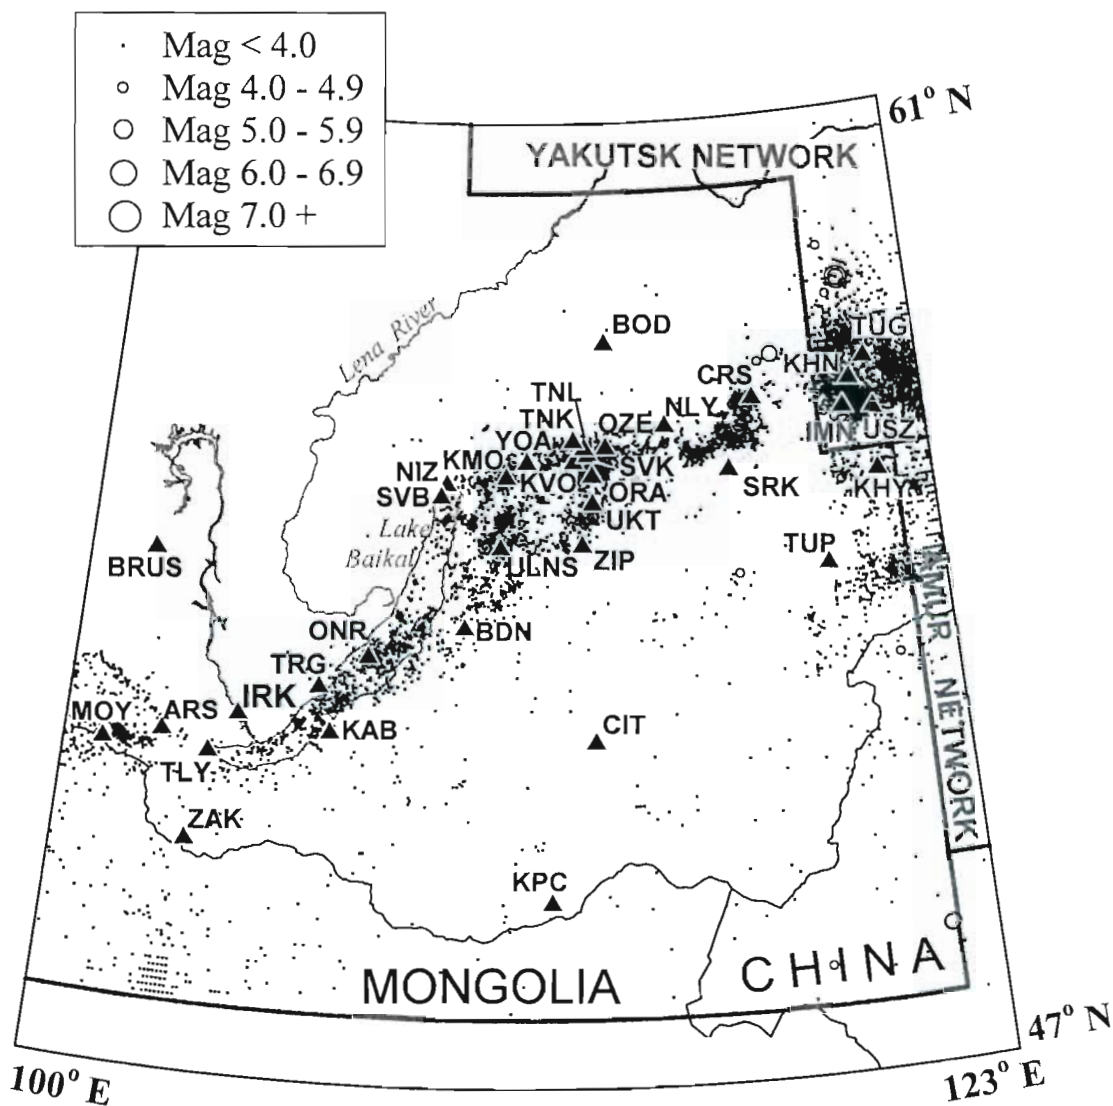 Mag < 4.0
Mag 4.0 - 4.9
Mag 5.0 - 5.9
Mag 6.0 - 6.9
Mag 7.0 +
61° N
YAKUTSK NETWORK
Lena River
BOD
TUG
KHN
CRS
TNL
TNK
OZE
NLY
IMN
USZ
YOA
KMO
NIZ
KVO
SVK
SVB
ORA
SRK
KHY
UKT
Lake
Baikal
BRUS
ULNS
ZIP
TUP
AMUR NETWORK
ONR
BDN
TRG
IRK
MOY
ARS
KAB
CIT
TLY
ZAK
KPC
MONGOLIA
CHINA
47° N
100° E
123° E